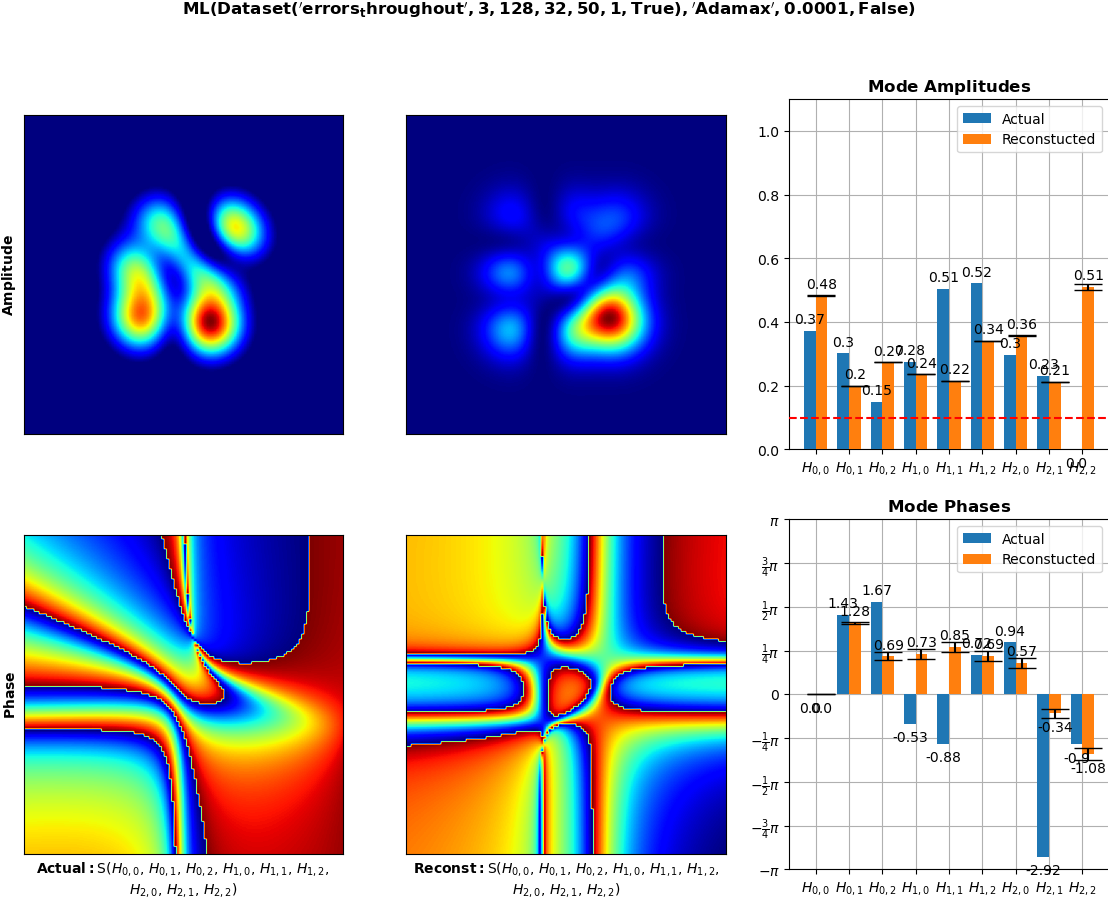 ML(Dataset('errors_throughout', 3, 128, 32, 50, 1, True), 'Adamax', 0.0001, False)
Amplitude
Mode Amplitudes
Actual
Reconstucted
1.0
0.8
0.6
0.4
0.2
0.0
0.37
0.48
0.3
0.2
0.15
0.27
0.28
0.24
0.51
0.22
0.52
0.34
0.3
0.36
0.23
0.21
0.0
0.51
H0,0 H0,1 H0,2 H1,0 H1,1 H1,2 H2,0 H2,1 H2,2
Phase
Mode Phases
Actual
Reconstucted
π
3/4π
1/2π
1/4π
0
−1/4π
−1/2π
−3/4π
−π
0.0
0.0
1.43
1.28
1.67
0.69
-0.53
0.73
-0.88
0.85
0.72
0.69
0.94
0.57
-2.92
-0.34
-0.9
-1.08
H0,0 H0,1 H0,2 H1,0 H1,1 H1,2 H2,0 H2,1 H2,2
Actual: S(H0,0, H0,1, H0,2, H1,0, H1,1, H1,2,
H2,0, H2,1, H2,2)
Reconst: S(H0,0, H0,1, H0,2, H1,0, H1,1, H1,2,
H2,0, H2,1, H2,2)